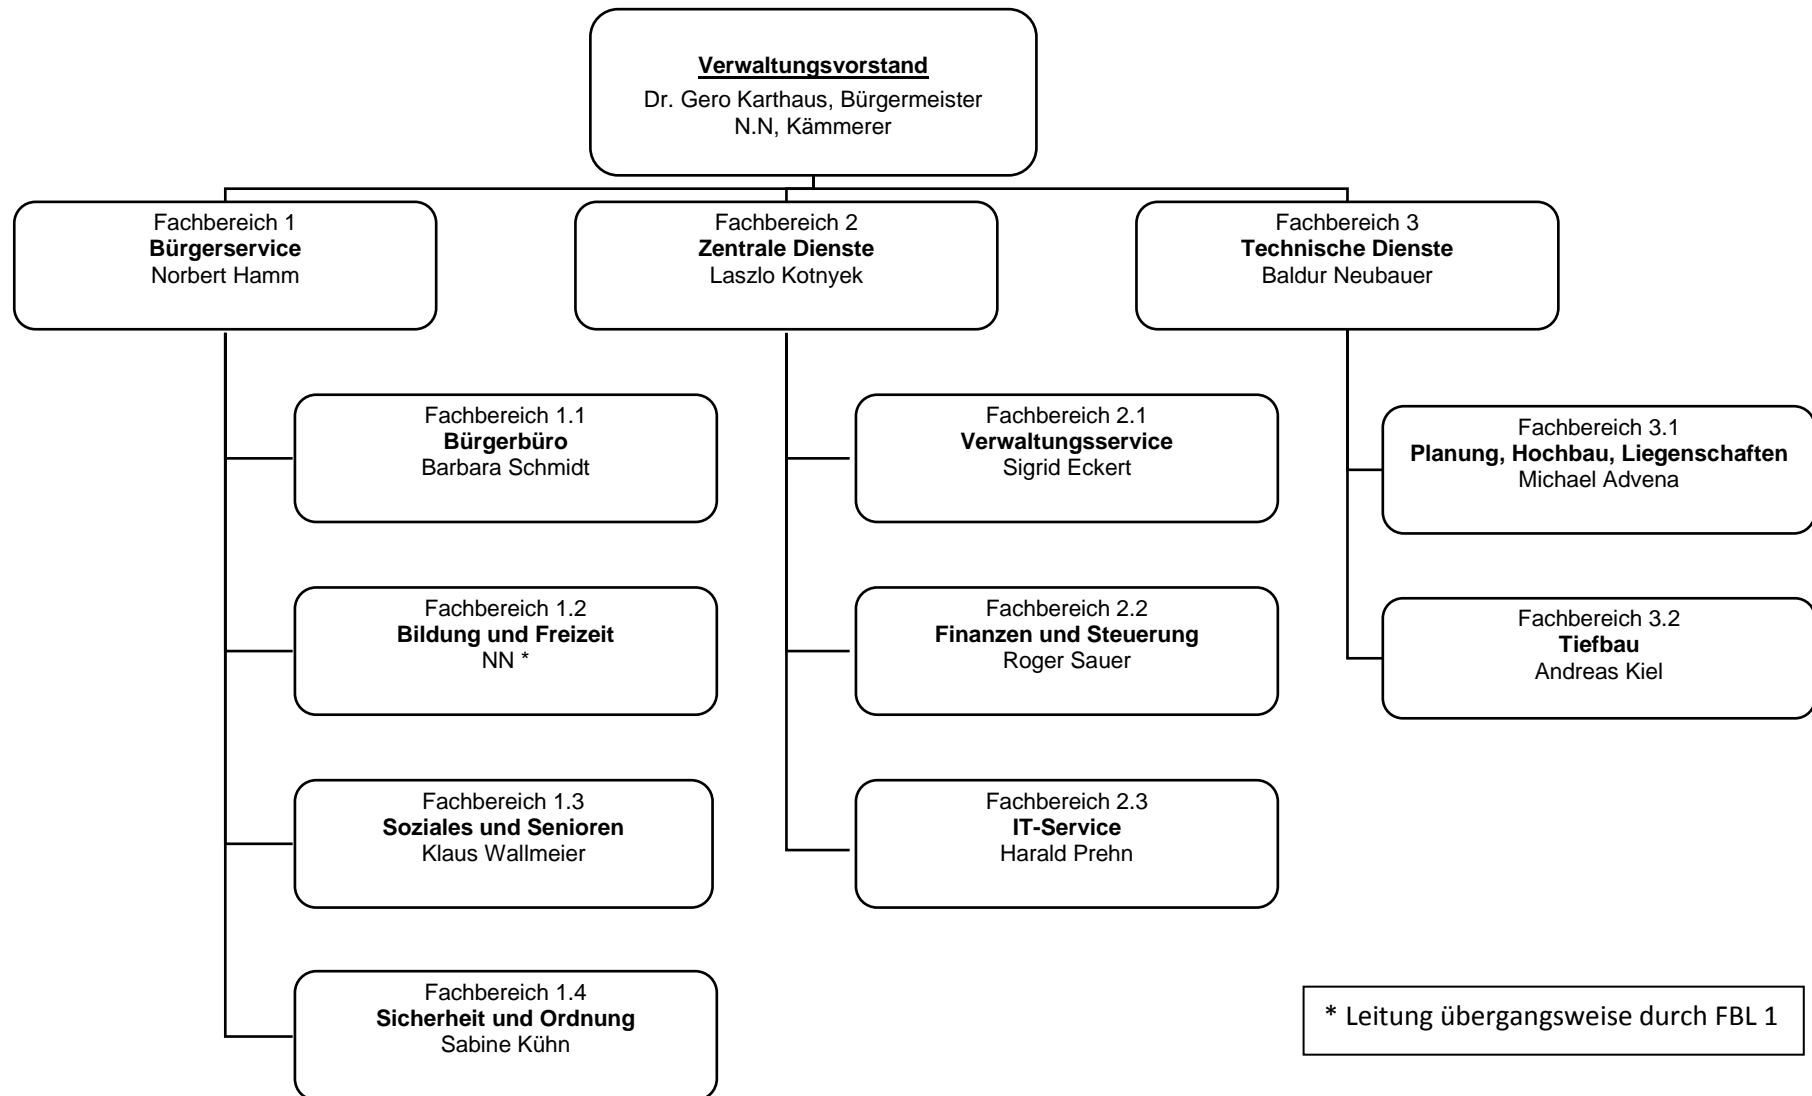 Verwaltungsvorstand
Dr. Gero Karthaus, Bürgermeister
N.N, Kämmerer
Fachbereich 1
Bürgerservice
Norbert Hamm
Fachbereich 2
Zentrale Dienste
Laszlo Kotnyek
Fachbereich 3
Technische Dienste
Baldur Neubauer
Fachbereich 1.1
Bürgerbüro
Barbara Schmidt
Fachbereich 2.1
Verwaltungsservice
Sigrid Eckert
Fachbereich 3.1
Planung, Hochbau, Liegenschaften
Michael Advena
Fachbereich 1.2
Bildung und Freizeit
NN *
Fachbereich 2.2
Finanzen und Steuerung
Roger Sauer
Fachbereich 3.2
Tiefbau
Andreas Kiel
Fachbereich 1.3
Soziales und Senioren
Klaus Wallmeier
Fachbereich 2.3
IT-Service
Harald Prehn
Fachbereich 1.4
Sicherheit und Ordnung
Sabine Kühn
* Leitung übergangsweise durch FBL 1